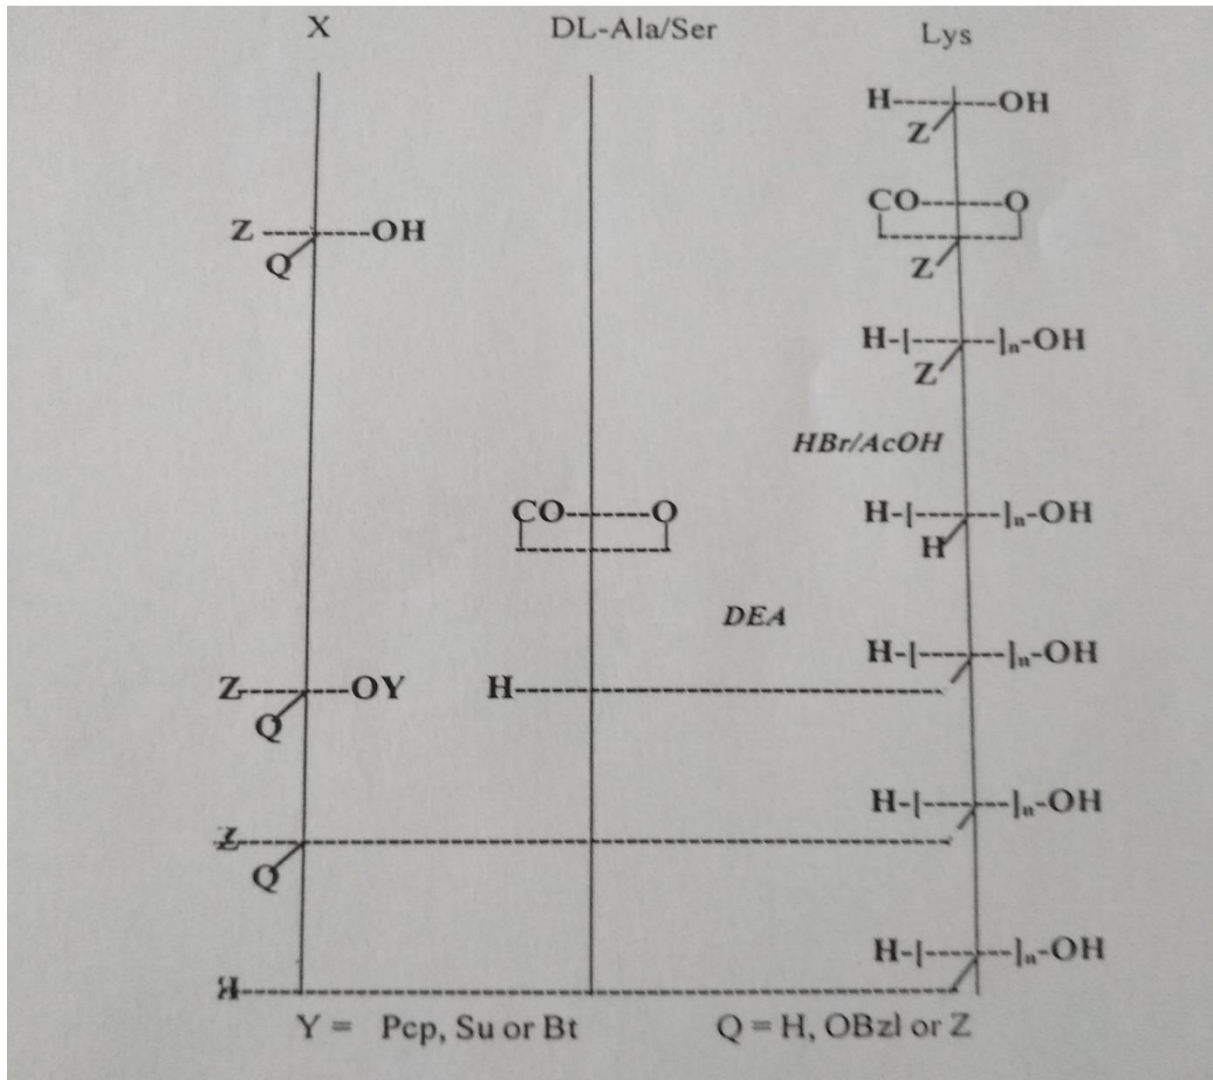 X DL-Ala/Ser Lys
H------------OH
Z
CO---------O
Z
Z ------------OH
Q
H-[------------]n-OH
Z
HBr/AcOH
CO---------O
H-[------------]n-OH
H
DEA
H-[------------]n-OH
Z------------OY
H-
Q
H-[------------]n-OH
Z
Q
H-[------------]n-OH
H
Y = Pcp, Su or Bt Q = H, OBzl or Z